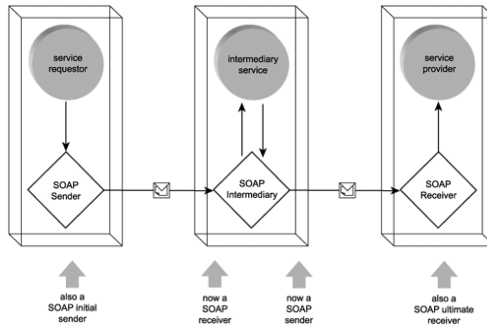 service
requestor
intermediary
service
service
provider
SOAP
Sender
SOAP
Intermediary
SOAP
Receiver
also a
SOAP initial
sender
now a
SOAP
receiver
now a
SOAP
sender
also a
SOAP ultimate
receiver